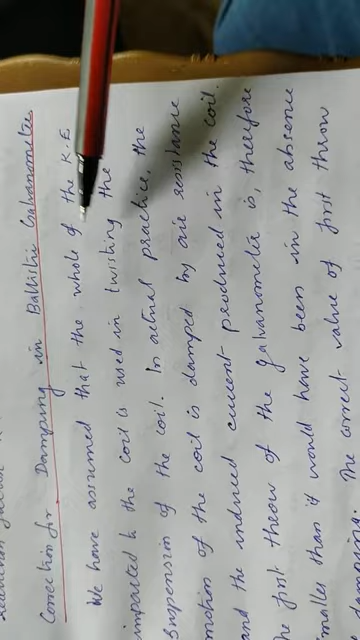 Correction for Damping in Ballistic Galvanometer
We have assumed that the whole of the K.E
imparted to the coil is used in twisting the
suspension of the coil. In actual practice, the
motion of the coil is damped by air resistance
and the induced current produced in the coil.
he first throw of the galvanometer is, therefore
maller than it would have been in the absence
damping. The correct value of first throw